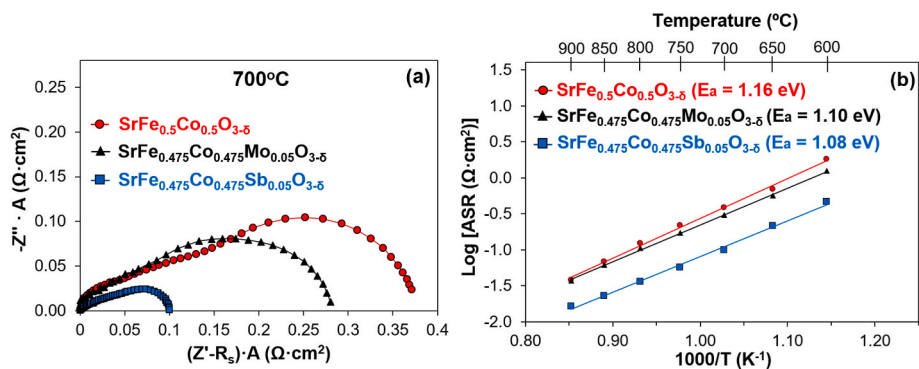 (a)
700ºC
SrFe0.5Co0.5O3-δ
SrFe0.475Co0.475Mo0.05O3-δ
SrFe0.475Co0.475Sb0.05O3-δ
-Z'' · A (Ω·cm²)
0.25
0.20
0.15
0.10
0.05
0.00
0 0.05 0.1 0.15 0.2 0.25 0.3 0.35 0.4
(Z'-Rs)·A (Ω·cm²)
Temperature (ºC)
900 850 800 750 700 650 600
(b)
SrFe0.5Co0.5O3-δ (Ea = 1.16 eV)
SrFe0.475Co0.475Mo0.05O3-δ (Ea = 1.10 eV)
SrFe0.475Co0.475Sb0.05O3-δ (Ea = 1.08 eV)
Log [ASR (Ω·cm²)]
1.5
1.0
0.5
0.0
-0.5
-1.0
-1.5
-2.0
0.80 0.90 1.00 1.10 1.20
1000/T (K⁻¹)